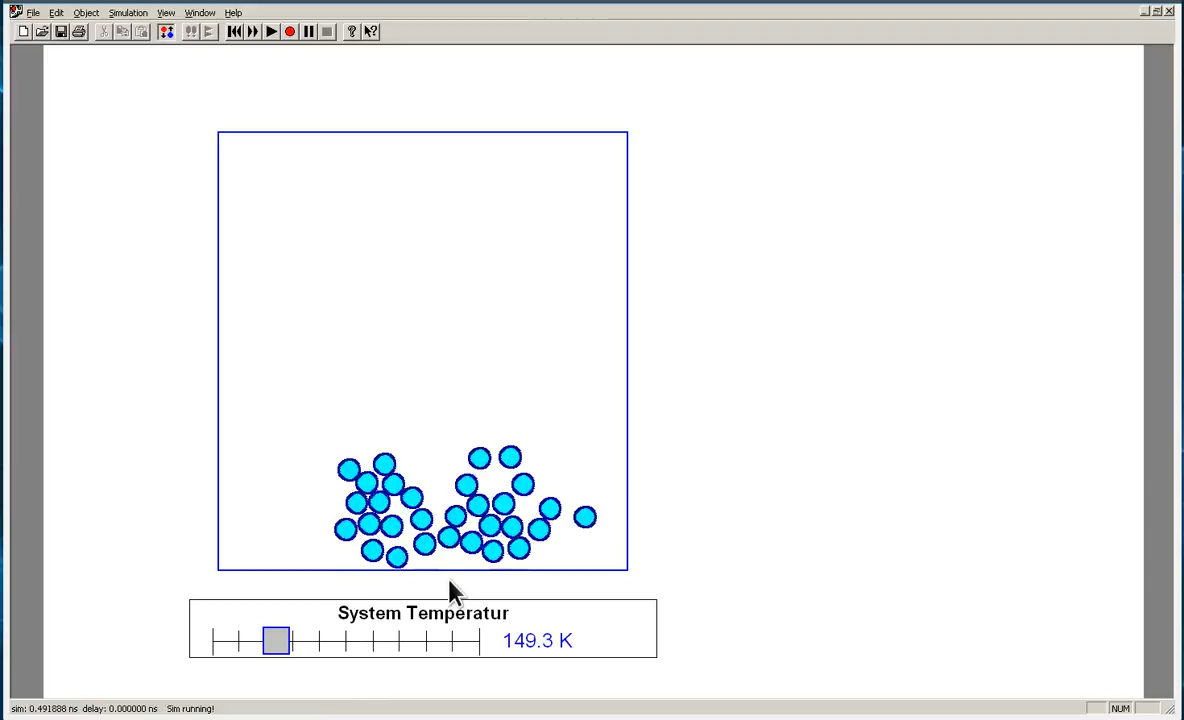 File Edit Object Simulation View Window Help
System Temperatur
149.3 K
sim: 0.491888 ns delay: 0.000000 ns Sim running!
NUM